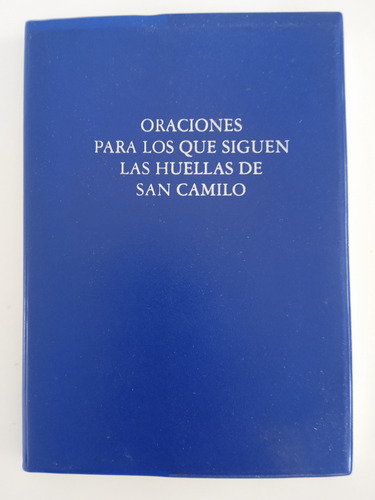 ORACIONES
PARA LOS QUE SIGUEN
LAS HUELLAS DE
SAN CAMILO